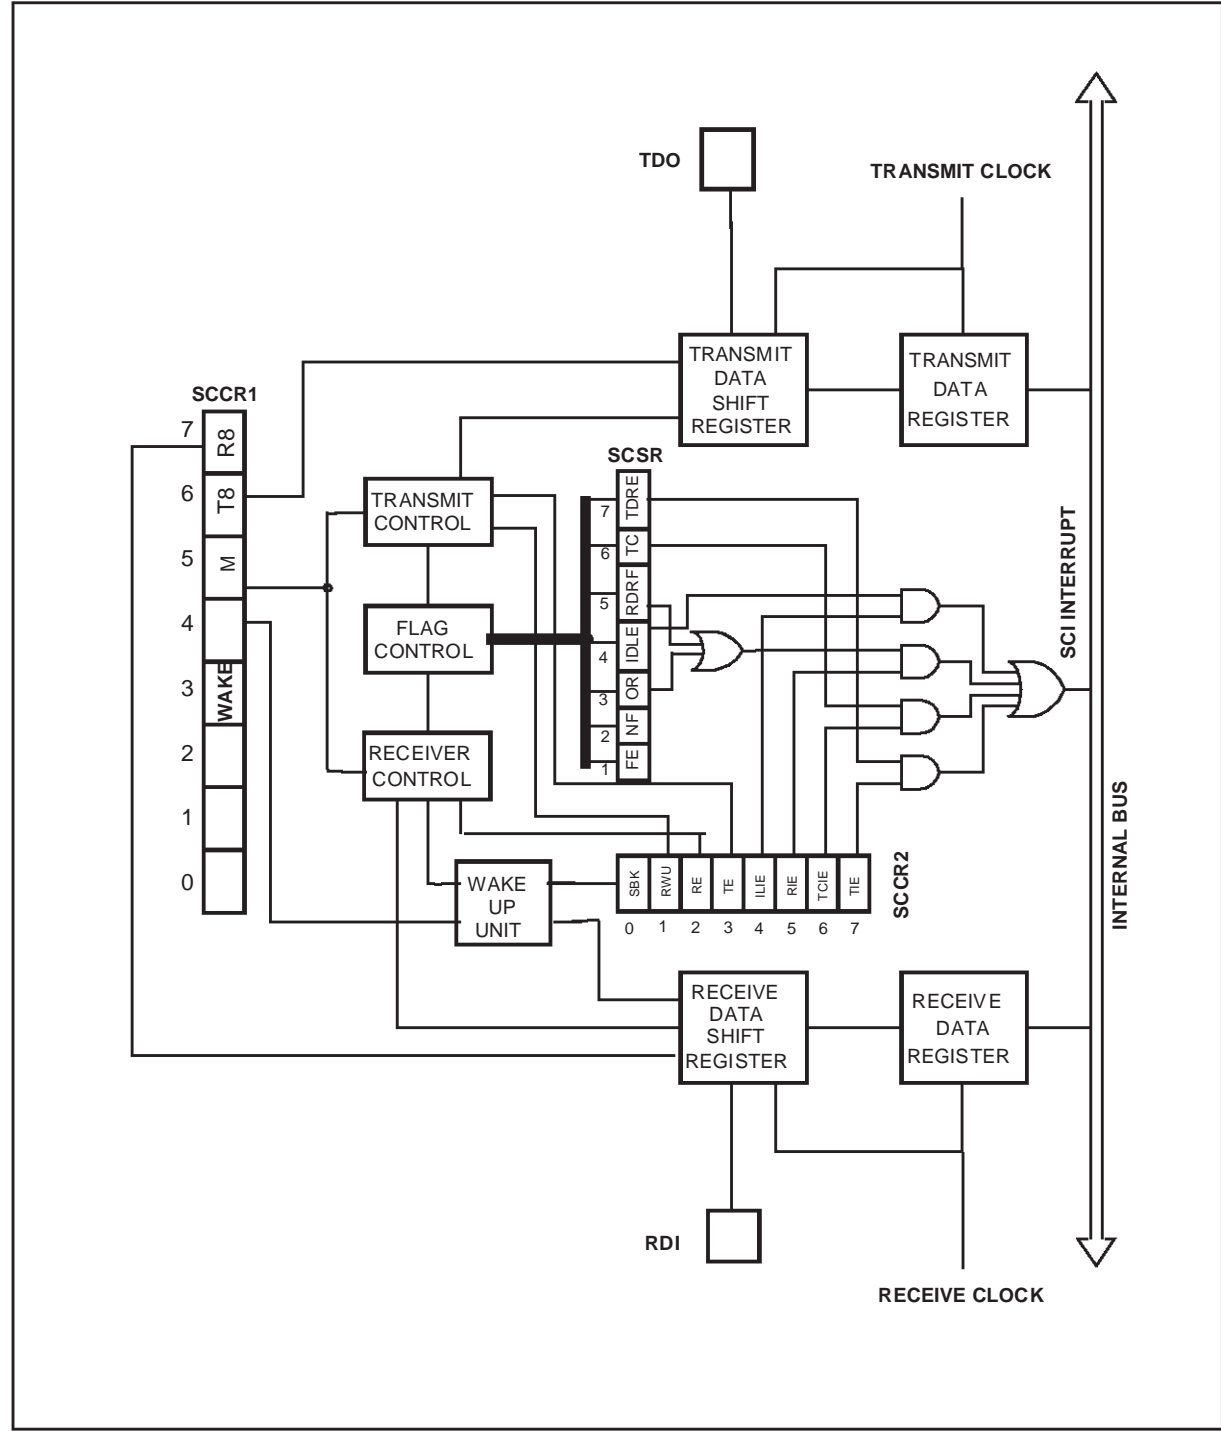 TDO
TRANSMIT CLOCK
TRANSMIT
DATA
SHIFT
REGISTER
TRANSMIT
DATA
REGISTER
SCCR1
7
R8
6
T8
5
M
4
3
WAKE
2
1
0
TRANSMIT
CONTROL
FLAG
CONTROL
RECEIVER
CONTROL
WAKE
UP
UNIT
SCSR
7
TDRE
6
TC
5
RDRF
4
IDLE
3
OR
2
NF
1
FE
SCI INTERRUPT
INTERNAL BUS
SBK
RWU
RE
TE
ILIE
RIE
TCIE
TIE
SCCR2
0 1 2 3 4 5 6 7
RECEIVE
DATA
SHIFT
REGISTER
RECEIVE
DATA
REGISTER
RDI
RECEIVE CLOCK